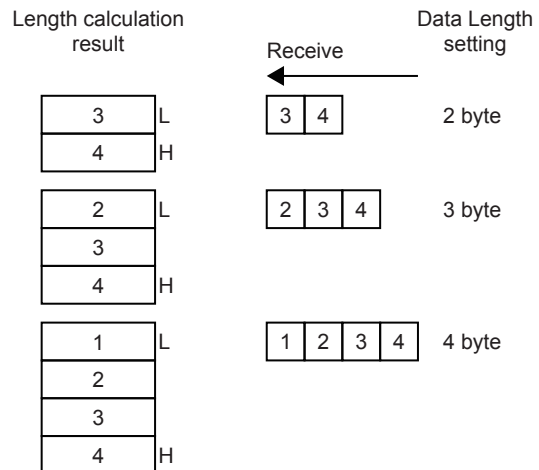 Length calculation result
Receive
Data Length setting
3 L
4 H
3 4
2 byte
2 L
3
4 H
2 3 4
3 byte
1 L
2
3
4 H
1 2 3 4
4 byte